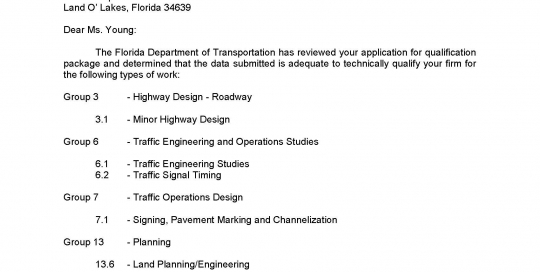 Land O' Lakes, Florida 34639
Dear Ms. Young:
The Florida Department of Transportation has reviewed your application for qualification
package and determined that the data submitted is adequate to technically qualify your firm for
the following types of work:
Group 3 - Highway Design - Roadway
3.1 - Minor Highway Design
Group 6 - Traffic Engineering and Operations Studies
6.1 - Traffic Engineering Studies
6.2 - Traffic Signal Timing
Group 7 - Traffic Operations Design
7.1 - Signing, Pavement Marking and Channelization
Group 13 - Planning
13.6 - Land Planning/Engineering